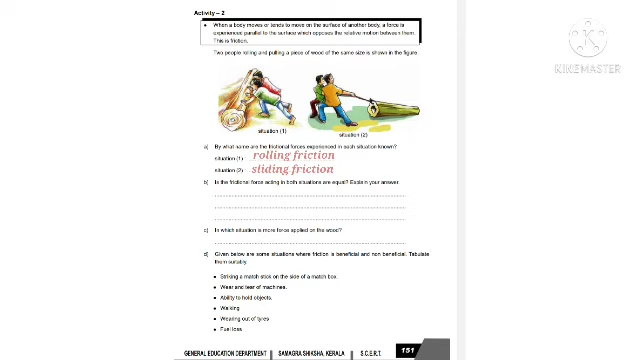 Activity – 2
• When a body moves or tends to move on the surface of another body, a force is
experienced parallel to the surface which opposes the relative motion between them.
This is friction.
Two people rolling and pulling a piece of wood of the same size is shown in the figure.
situation (1)
situation (2)
a) By what name are the frictional forces experienced in each situation known?
situation (1) rolling friction
situation (2) sliding friction
b) Is the frictional force acting in both situations are equal? Explain your answer.
c) In which situation is more force applied on the wood?
d) Given below are some situations where friction is beneficial and non beneficial. Tabulate
them suitably.
• Striking a match stick on the side of a match box.
• Wear and tear of machines.
• Ability to hold objects.
• Walking
• Wearing out of tyres
• Fuel loss
GENERAL EDUCATION DEPARTMENT SAMAGRA SHIKSHA, KERALA S.C.E.R.T. 151
K
KINEMASTER